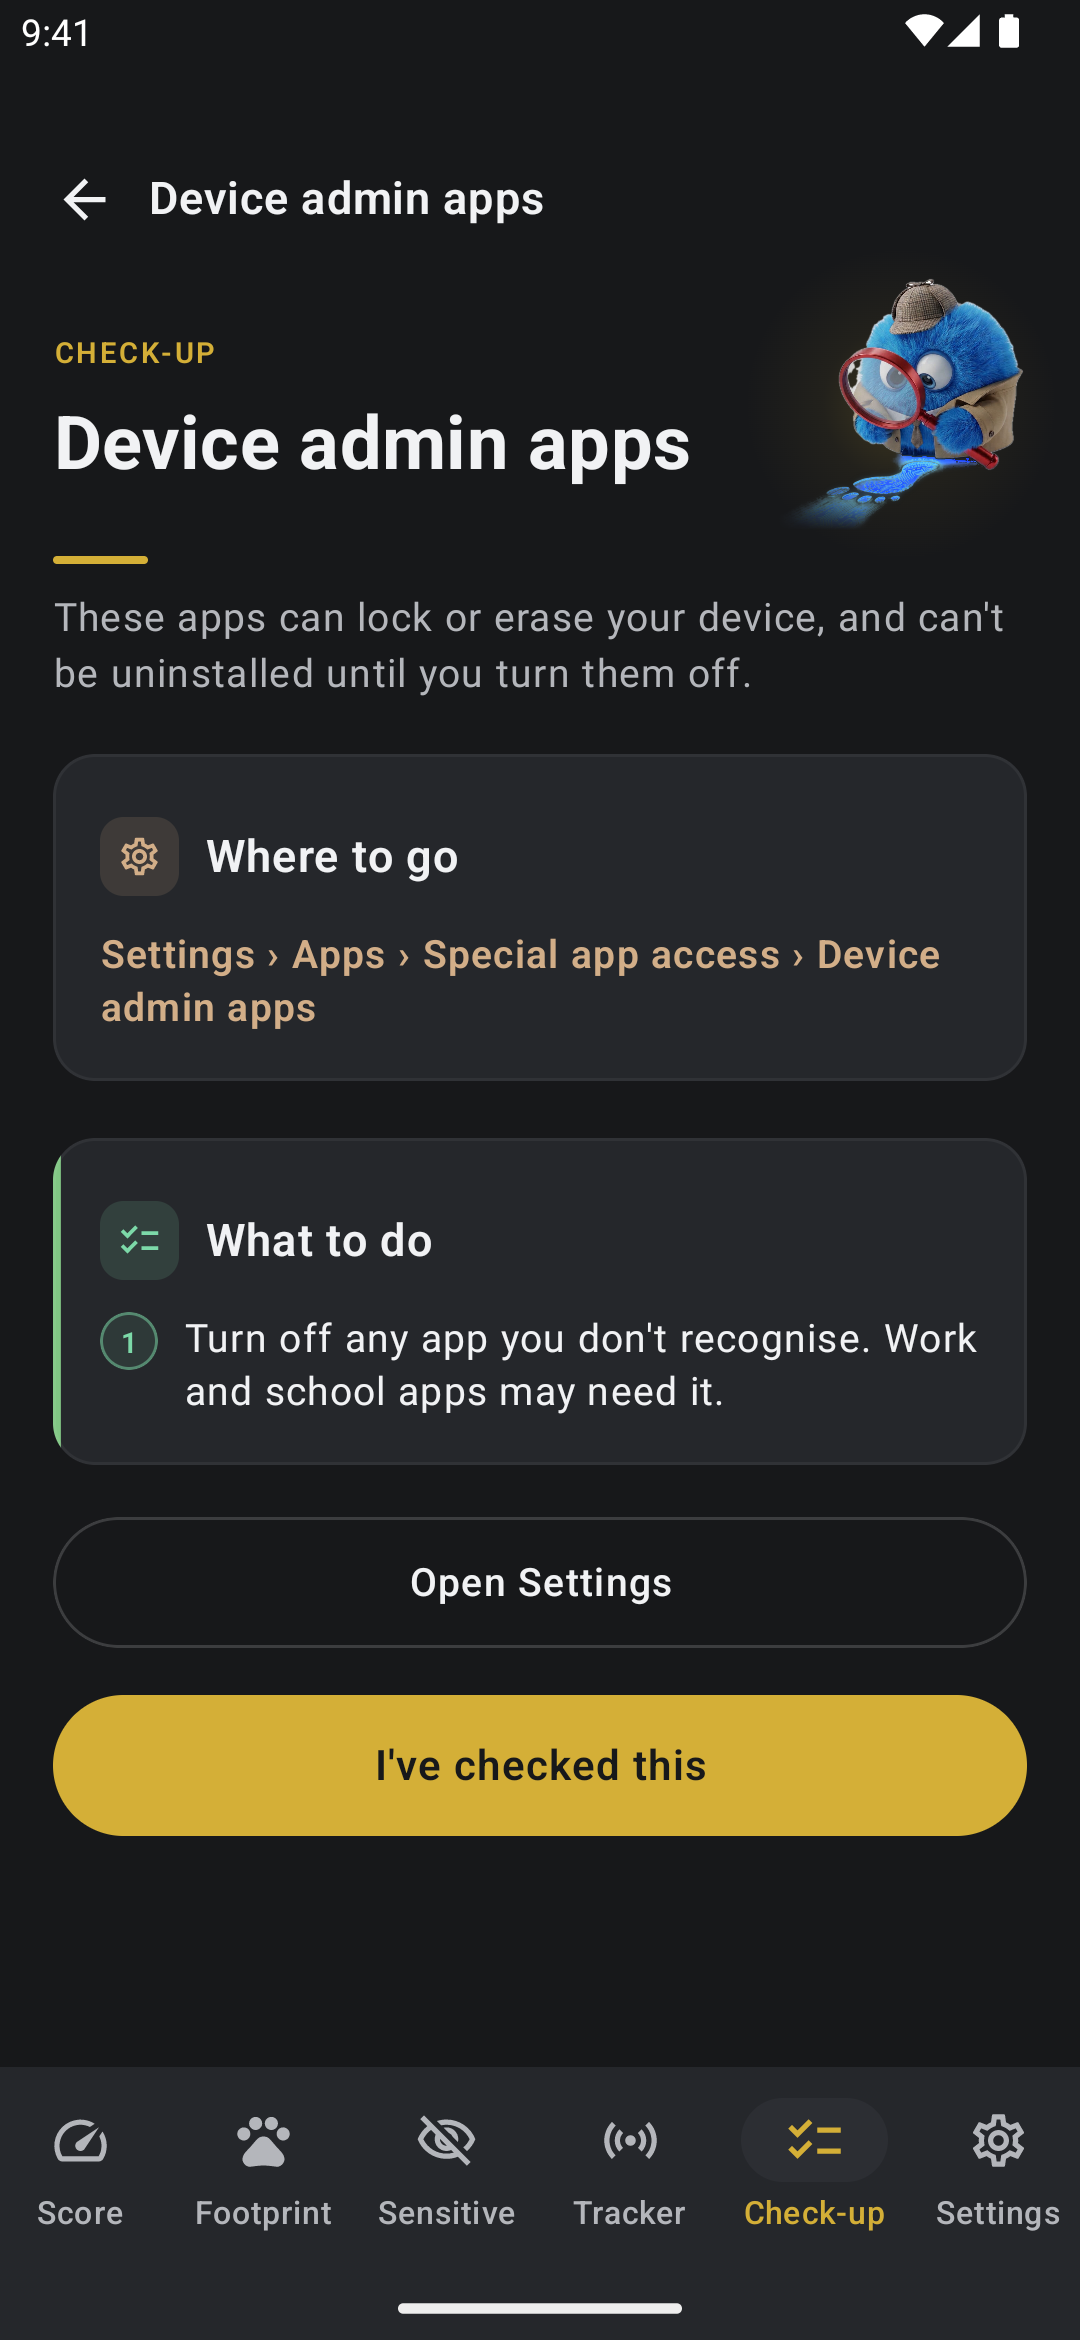 9:41
Device admin apps
CHECK-UP
Device admin apps
These apps can lock or erase your device, and can't
be uninstalled until you turn them off.
Where to go
Settings › Apps › Special app access › Device
admin apps
What to do
1 Turn off any app you don't recognise. Work
and school apps may need it.
Open Settings
I've checked this
Score Footprint Sensitive Tracker Check-up Settings